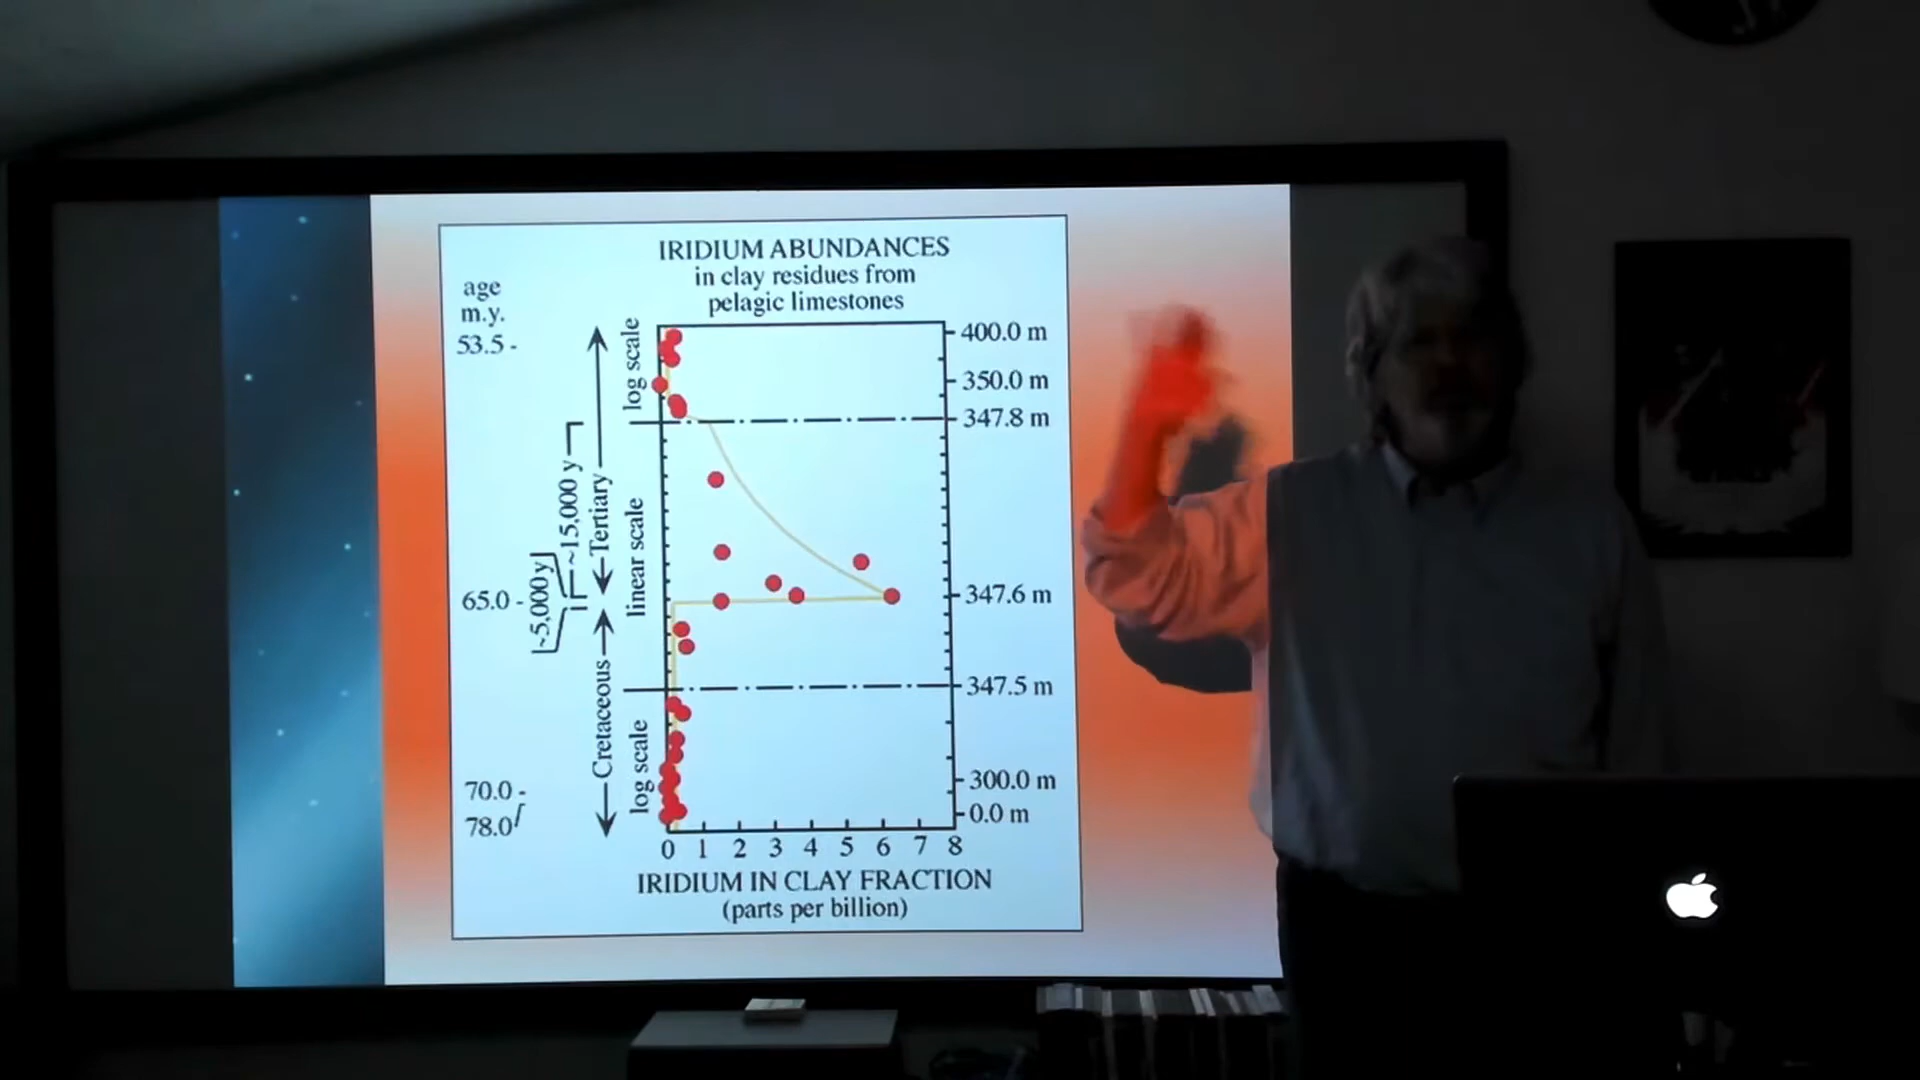 IRIDIUM ABUNDANCES
in clay residues from
pelagic limestones
age
m.y.
53.5 -
65.0 -
70.0 -
78.0
~5,000 y
~15,000 y
Tertiary
Cretaceous
log scale
linear scale
log scale
400.0 m
350.0 m
347.8 m
347.6 m
347.5 m
300.0 m
0.0 m
0 1 2 3 4 5 6 7 8
IRIDIUM IN CLAY FRACTION
(parts per billion)